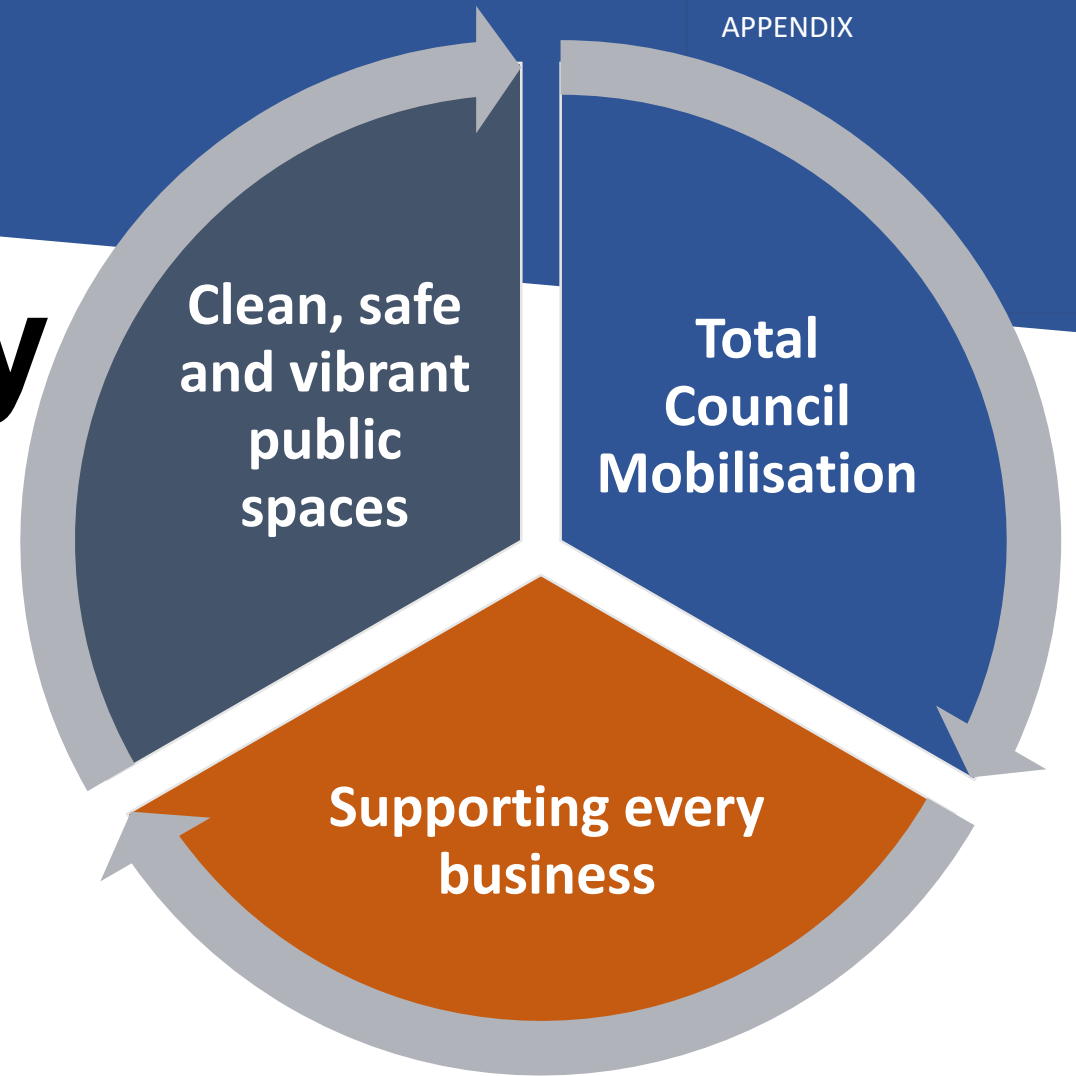 APPENDIX
Clean, safe
and vibrant
public
spaces
Total
Council
Mobilisation
Supporting every
business
y